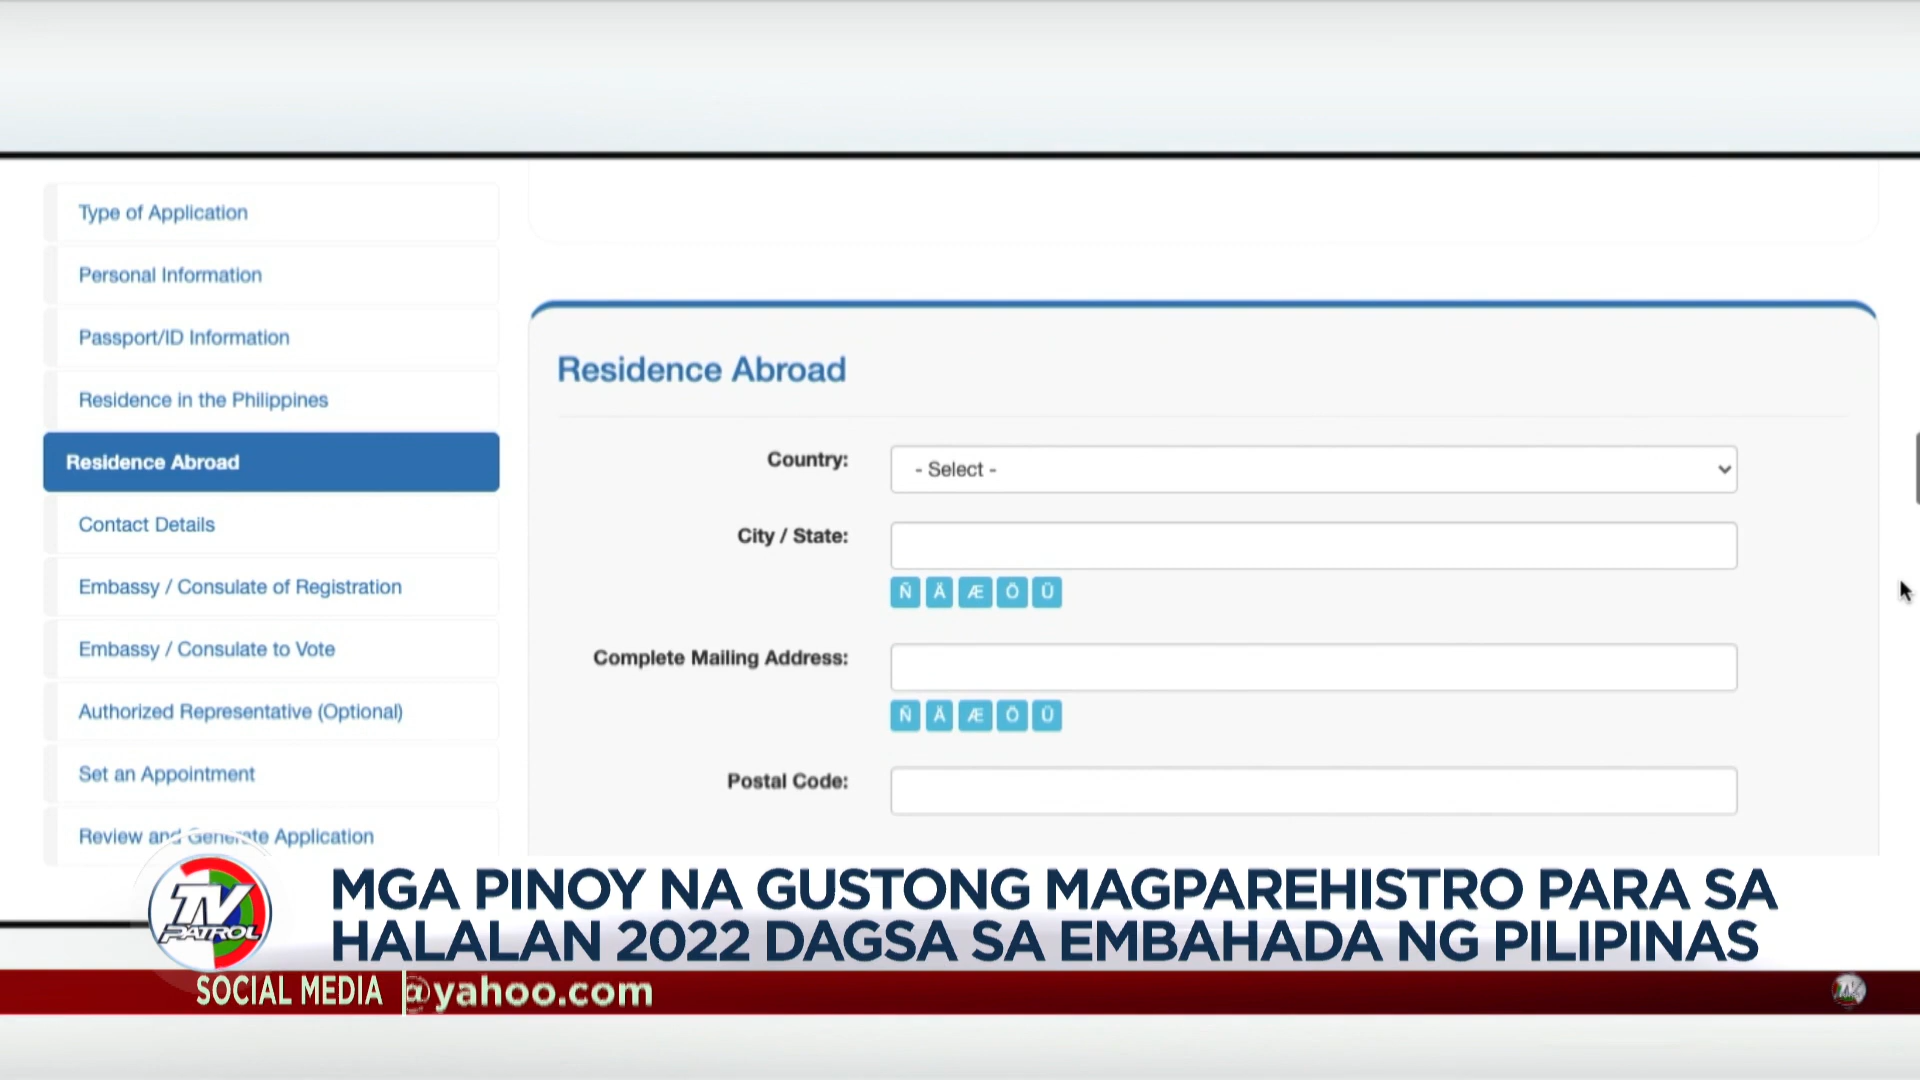 Type of Application
Personal Information
Passport/ID Information
Residence in the Philippines
Residence Abroad
Contact Details
Embassy / Consulate of Registration
Embassy / Consulate to Vote
Authorized Representative (Optional)
Set an Appointment
Review and Generate Application
Residence Abroad
Country:
- Select -
City / State:
Ñ Ä Æ Ö Ü
Complete Mailing Address:
Ñ Ä Æ Ö Ü
Postal Code:
TV PATROL
MGA PINOY NA GUSTONG MAGPAREHISTRO PARA SA
HALALAN 2022 DAGSA SA EMBAHADA NG PILIPINAS
SOCIAL MEDIA @yahoo.com